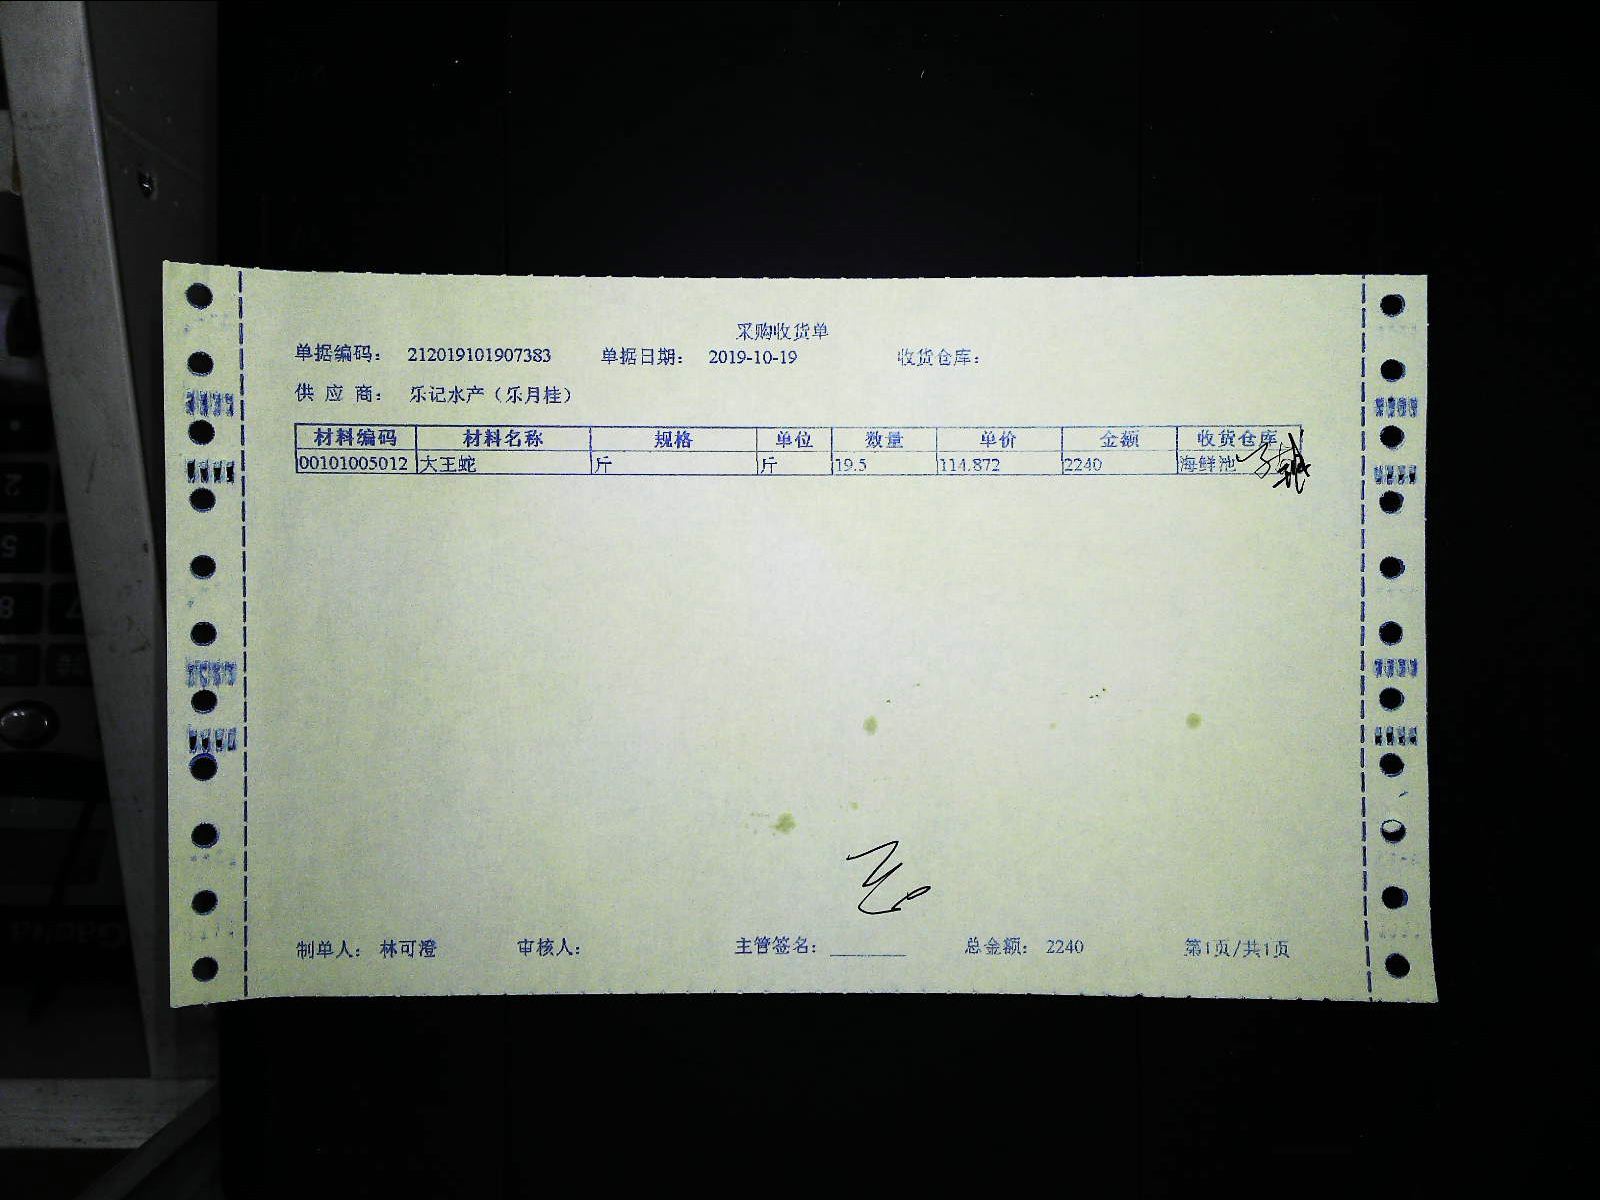 采购收货单
单据编码： 212019101907383 单据日期： 2019-10-19 收货仓库：
供 应 商： 乐记水产（乐月桂）
材料编码 材料名称 规格 单位 数量 单价 金额 收货仓库
00101005012 大王蛇 斤 斤 19.5 114.872 2240 海鲜池
制单人： 林可澄 审核人： 主管签名： ________ 总金额： 2240 第1页/共1页